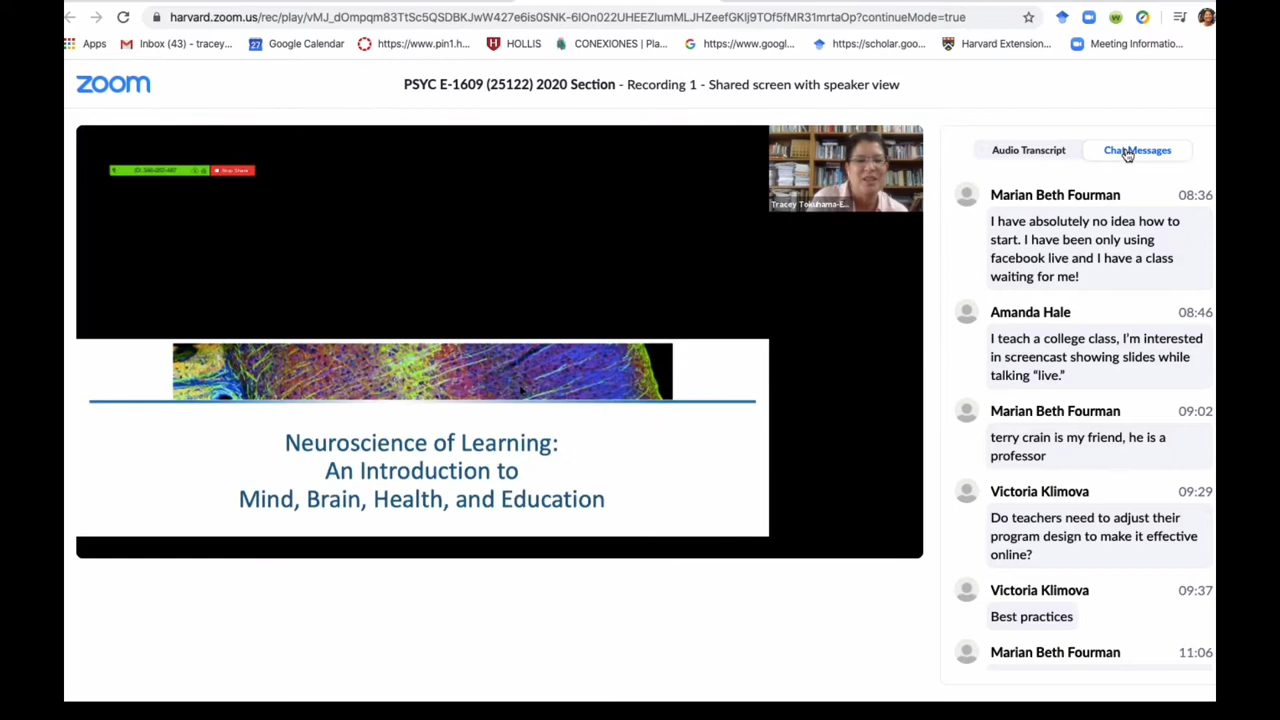 harvard.zoom.us/rec/play/vMJ_dOmpqm83TtSc5QSDBKJwW427e6is0SNK-6IOn022UHEEZlumMLJHZeefGKlj9TOf5fMR31mrtaOp?continueMode=true
Apps Inbox (43) - tracey... Google Calendar https://www.pin1.h... HOLLIS CONEXIONES | Pla... https://www.googl... https://scholar.goo... Harvard Extension... Meeting Informatio...
zoom
PSYC E-1609 (25122) 2020 Section - Recording 1 - Shared screen with speaker view
Stop Share
Tracey Tokuhama-E...
Neuroscience of Learning:
An Introduction to
Mind, Brain, Health, and Education
Audio Transcript Chat Messages
Marian Beth Fourman 08:36
I have absolutely no idea how to
start. I have been only using
facebook live and I have a class
waiting for me!
Amanda Hale 08:46
I teach a college class, I'm interested
in screencast showing slides while
talking “live.”
Marian Beth Fourman 09:02
terry crain is my friend, he is a
professor
Victoria Klimova 09:29
Do teachers need to adjust their
program design to make it effective
online?
Victoria Klimova 09:37
Best practices
Marian Beth Fourman 11:06